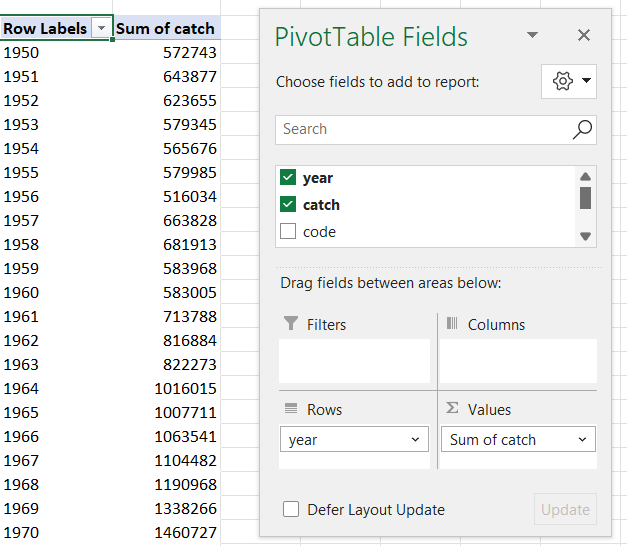 Row Labels Sum of catch
1950 572743
1951 643877
1952 623655
1953 579345
1954 565676
1955 579985
1956 516034
1957 663828
1958 681913
1959 583968
1960 583005
1961 713788
1962 816884
1963 822273
1964 1016015
1965 1007711
1966 1063541
1967 1104482
1968 1190968
1969 1338266
1970 1460727
PivotTable Fields
Choose fields to add to report:
Search
year
catch
code
Drag fields between areas below:
Filters
Columns
Rows
Σ Values
year
Sum of catch
Defer Layout Update
Update